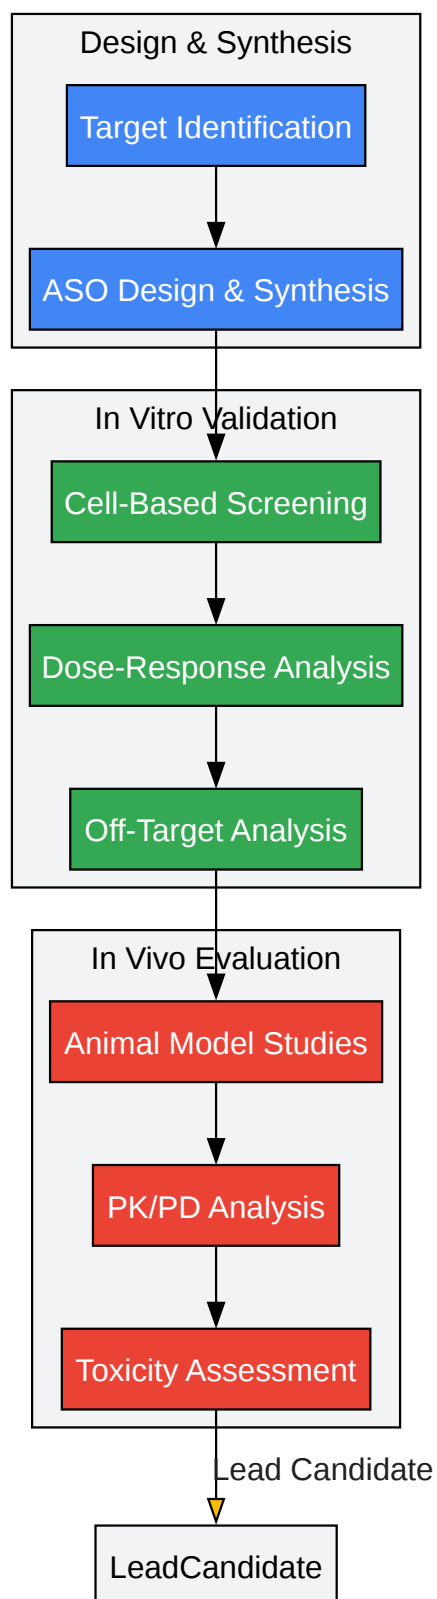 Design & Synthesis
Target Identification
ASO Design & Synthesis
In Vitro Validation
Cell-Based Screening
Dose-Response Analysis
Off-Target Analysis
In Vivo Evaluation
Animal Model Studies
PK/PD Analysis
Toxicity Assessment
Lead Candidate
LeadCandidate